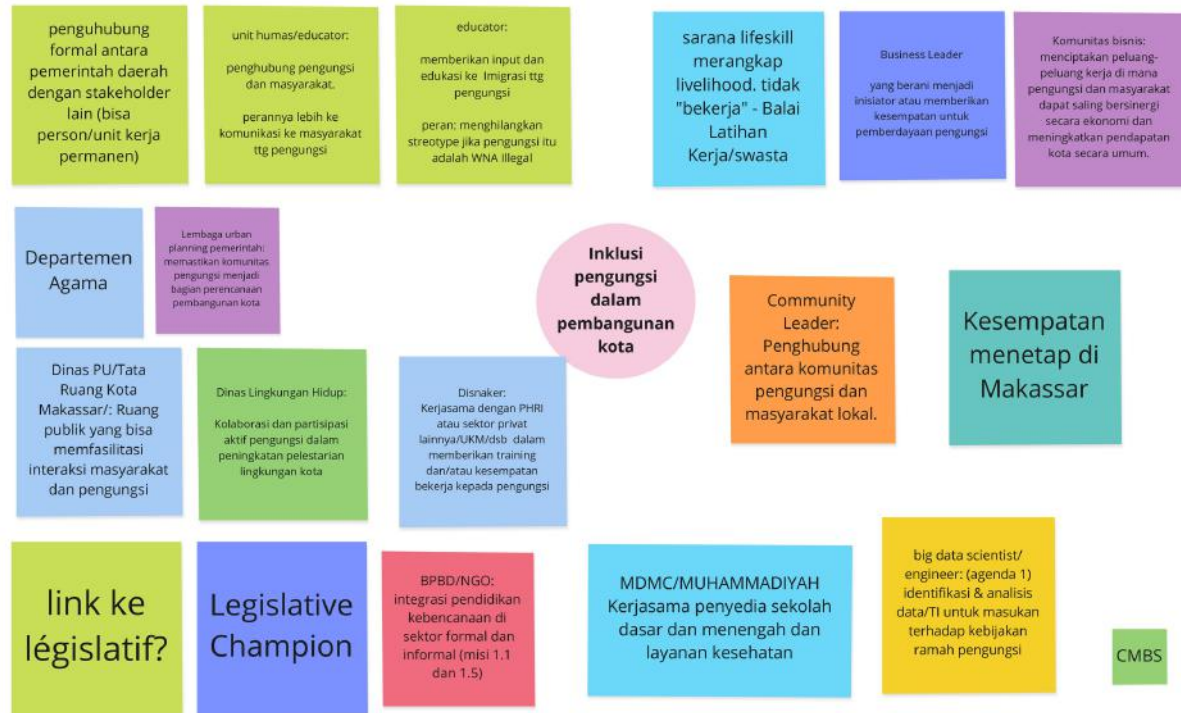 penguhubung
formal antara
pemerintah daerah
dengan stakeholder
lain (bisa
person/unit kerja
permanen)
unit humas/educator:
penghubung pengungsi
dan masyarakat.
perannya lebih ke
komunikasi ke masyarakat
ttg pengungsi
educator:
memberikan input dan
edukasi ke Imigrasi ttg
pengungsi
peran: menghilangkan
streotype jika pengungsi itu
adalah WNA Illegal
sarana lifeskill
merangkap
livelihood. tidak
"bekerja" - Balai
Latihan
Kerja/swasta
Business Leader
yang berani menjadi
inisiator atau memberikan
kesempatan untuk
pemberdayaan pengungsi
Komunitas bisnis:
menciptakan peluang-
peluang kerja di mana
pengungsi dan masyarakat
dapat saling bersinergi
secara ekonomi dan
meningkatkan pendapatan
kota secara umum.
Departemen
Agama
Lembaga urban
planning pemerintah:
memastikan komunitas
pengungsi menjadi
bagian perencanaan
pembangunan kota
Inklusi
pengungsi
dalam
pembangunan
kota
Community
Leader:
Penghubung
antara komunitas
pengungsi dan
masyarakat lokal.
Kesempatan
menetap di
Makassar
Dinas PU/Tata
Ruang Kota
Makassar/: Ruang
publik yang bisa
memfasilitasi
interaksi masyarakat
dan pengungsi
Dinas Lingkungan Hidup:
Kolaborasi dan partisipasi
aktif pengungsi dalam
peningkatan pelestarian
lingkungan kota
Disnaker:
Kerjasama dengan PHRI
atau sektor privat
lainnya/UKM/dsb dalam
memberikan training
dan/atau kesempatan
bekerja kepada pengungsi
link ke
législatif?
Legislative
Champion
BPBD/NGO:
integrasi pendidikan
kebencanaan di
sektor formal dan
informal (misi 1.1
dan 1.5)
MDMC/MUHAMMADIYAH
Kerjasama penyedia sekolah
dasar dan menengah dan
layanan kesehatan
big data scientist/
engineer: (agenda 1)
identifikasi & analisis
data/TI untuk masukan
terhadap kebijakan
ramah pengungsi
CMBS